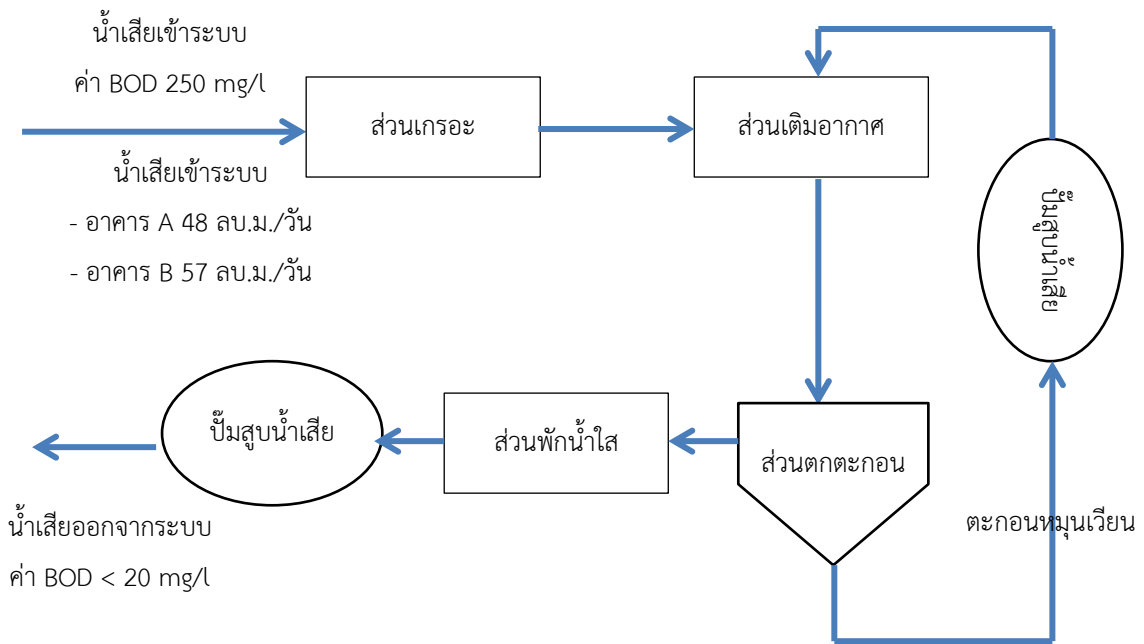 น้ำเสียเข้าระบบ
ค่า BOD 250 mg/l
ส่วนเกรอะ
ส่วนเติมอากาศ
น้ำเสียเข้าระบบ
- อาคาร A 48 ลบ.ม./วัน
- อาคาร B 57 ลบ.ม./วัน
ปั๊มสูบน้ำเสีย
ปั๊มสูบน้ำเสีย
ส่วนพักน้ำใส
ส่วนตกตะกอน
น้ำเสียออกจากระบบ
ค่า BOD < 20 mg/l
ตะกอนหมุนเวียน